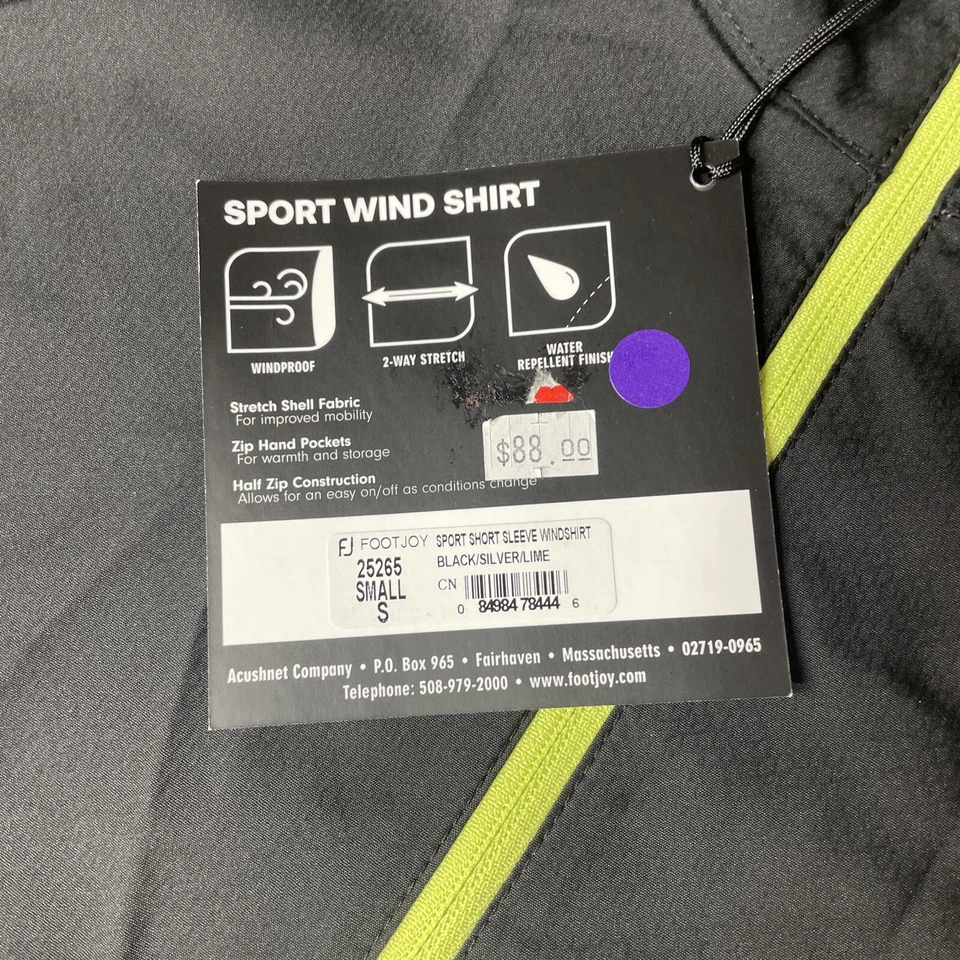 SPORT WIND SHIRT
WINDPROOF
2-WAY STRETCH
WATER
REPELLENT FINISH
Stretch Shell Fabric
For improved mobility
Zip Hand Pockets
For warmth and storage
Half Zip Construction
Allows for an easy on/off as conditions change
$88.00
FJ FOOTJOY SPORT SHORT SLEEVE WINDSHIRT
25265 BLACK/SILVER/LIME
SMALL CN
S 0 84984 78444 6
Acushnet Company • P.O. Box 965 • Fairhaven • Massachusetts • 02719-0965
Telephone: 508-979-2000 • www.footjoy.com